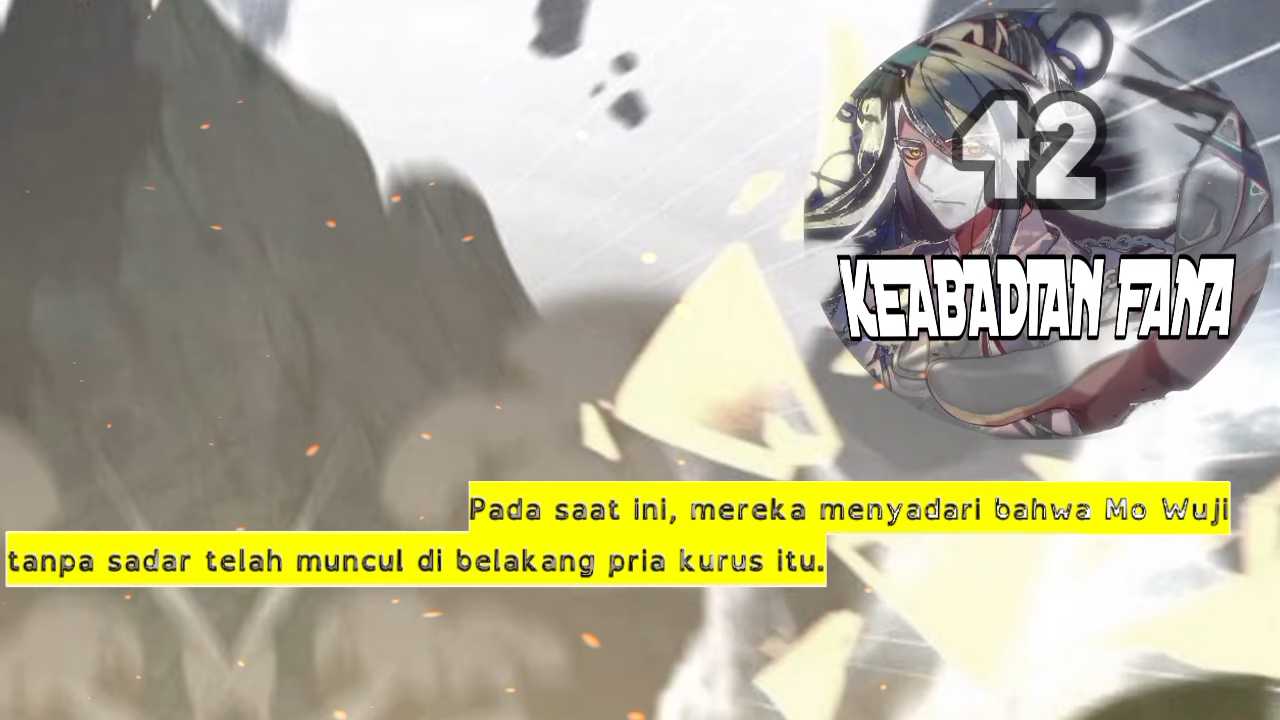 42
KEABADIAN FANA
Pada saat ini, mereka menyadari bahwa Mo Wuji
tanpa sadar telah muncul di belakang pria kurus itu.